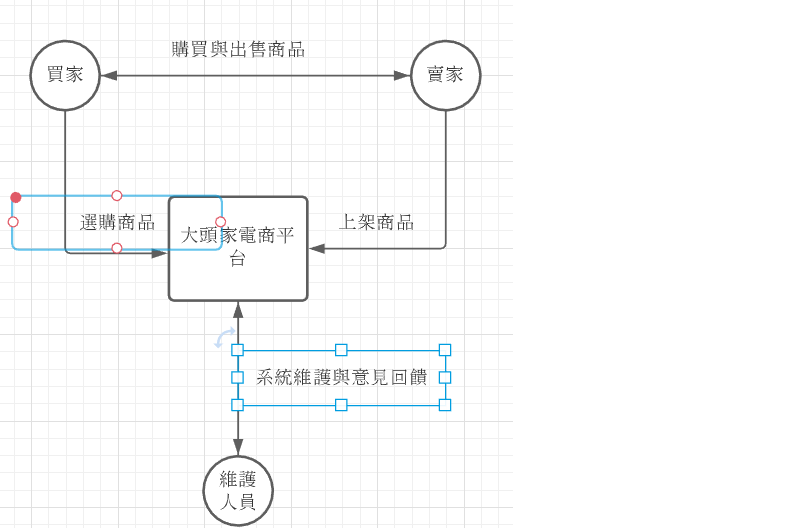 購買與出售商品
買家
賣家
選購商品
大頭家電商平
台
上架商品
系統維護與意見回饋
維護
人員